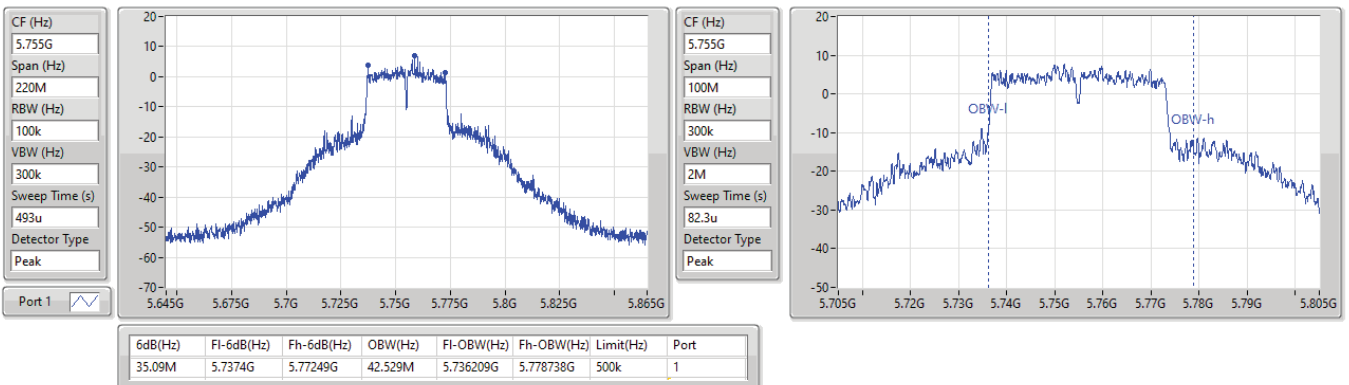 CF (Hz)
5.755G
Span (Hz)
220M
RBW (Hz)
100k
VBW (Hz)
300k
Sweep Time (s)
493u
Detector Type
Peak
Port 1
20
10
0
-10
-20
-30
-40
-50
-60
-70
5.645G 5.675G 5.7G 5.725G 5.75G 5.775G 5.8G 5.825G 5.865G
CF (Hz)
5.755G
Span (Hz)
100M
RBW (Hz)
300k
VBW (Hz)
2M
Sweep Time (s)
82.3u
Detector Type
Peak
20
10
0
-10
-20
-30
-40
-50
OBW-l
OBW-h
5.705G 5.72G 5.73G 5.74G 5.75G 5.76G 5.77G 5.78G 5.79G 5.805G
6dB(Hz) Fl-6dB(Hz) Fh-6dB(Hz) OBW(Hz) Fl-OBW(Hz) Fh-OBW(Hz) Limit(Hz) Port
35.09M 5.7374G 5.77249G 42.529M 5.736209G 5.778738G 500k 1